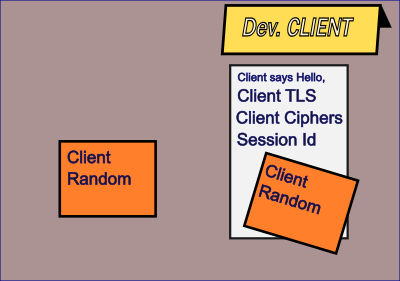 Dev. CLIENT
Client says Hello,
Client TLS
Client Ciphers
Session Id
Client
Random
Client
Random